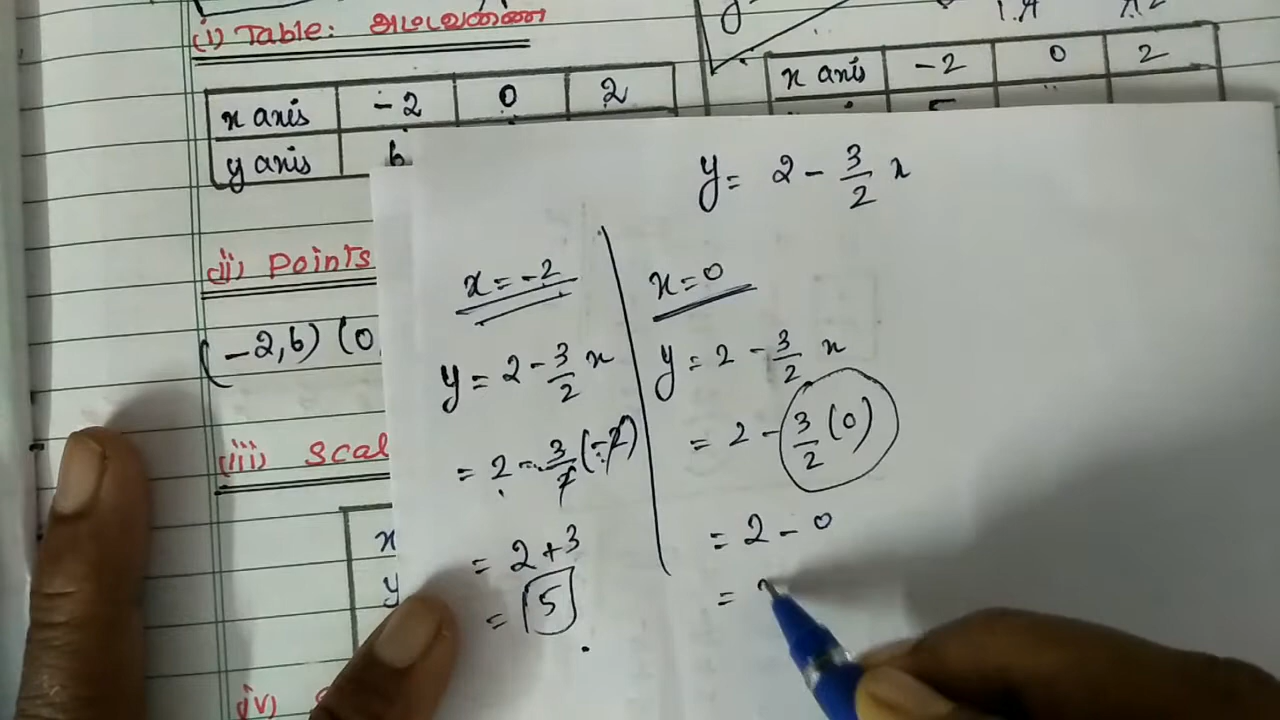 (i) Table: அட்டவணை
x axis -2 0 2
y axis 6
(ii) Points
(-2,6) (0,
(iii) Scal
x
y
(iv)
x axis -2 0 2
y = 2 - 3/2 x
x = -2
y = 2 - 3/2 x
= 2 - 3/2 (-2)
= 2 + 3
= 5
x = 0
y = 2 - 3/2 x
= 2 - 3/2 (0)
= 2 - 0
=